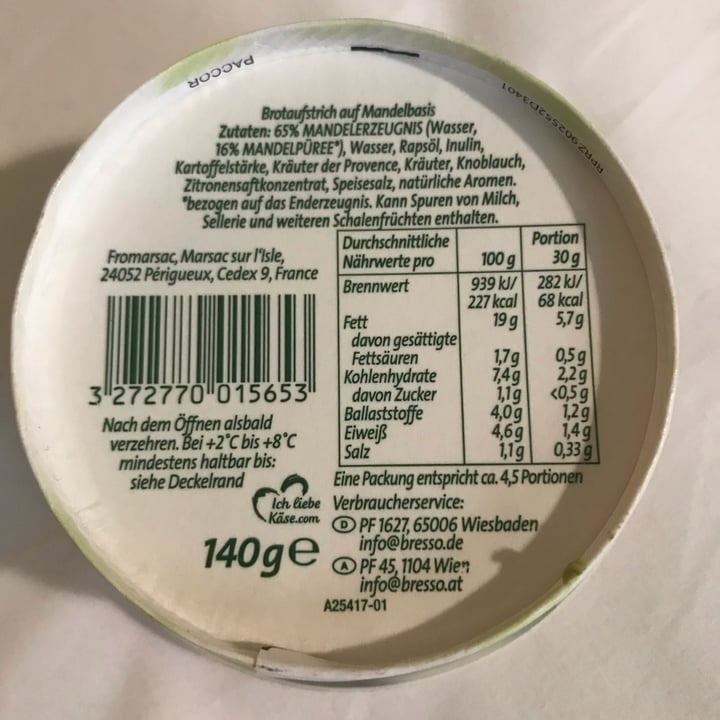 PACCOR
RPRZ902552D3401
Brotaufstrich auf Mandelbasis
Zutaten: 65% MANDELERZEUGNIS (Wasser,
16% MANDELPÜREE*), Wasser, Rapsöl, Inulin,
Kartoffelstärke, Kräuter der Provence, Kräuter, Knoblauch,
Zitronensaftkonzentrat, Speisesalz, natürliche Aromen.
*bezogen auf das Enderzeugnis. Kann Spuren von Milch,
Sellerie und weiteren Schalenfrüchten enthalten.
Fromarsac, Marsac sur l'Isle,
24052 Périgueux, Cedex 9, France
3 272770 015653
Nach dem Öffnen alsbald
verzehren. Bei +2°C bis +8°C
mindestens haltbar bis:
siehe Deckelrand
Ich liebe
Käse.com
140g e
Durchschnittliche Portion
Nährwerte pro 100 g 30 g
Brennwert 939 kJ/ 282 kJ/
227 kcal 68 kcal
Fett 19 g 5,7 g
davon gesättigte
Fettsäuren 1,7 g 0,5 g
Kohlenhydrate 7,4 g 2,2 g
davon Zucker 1,1 g <0,5 g
Ballaststoffe 4,0 g 1,2 g
Eiweiß 4,6 g 1,4 g
Salz 1,1 g 0,33 g
Eine Packung entspricht ca. 4,5 Portionen
Verbraucherservice:
D PF 1627, 65006 Wiesbaden
info@bresso.de
A PF 45, 1104 Wien
info@bresso.at
A25417-01